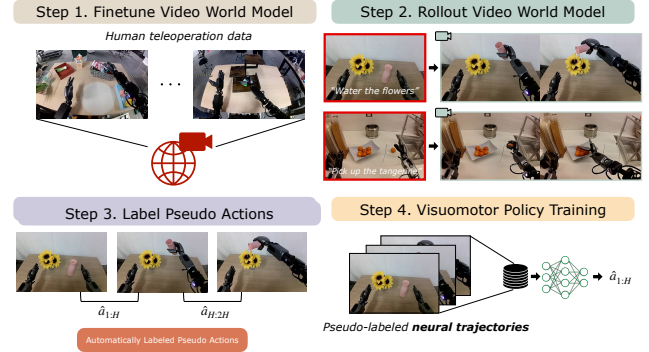 Step 1. Finetune Video World Model
Human teleoperation data
. . .
Step 2. Rollout Video World Model
"Water the flowers"
"Pick up the tangerine"
Step 3. Label Pseudo Actions
â1:H
âH:2H
Automatically Labeled Pseudo Actions
Step 4. Visuomotor Policy Training
â1:H
Pseudo-labeled neural trajectories